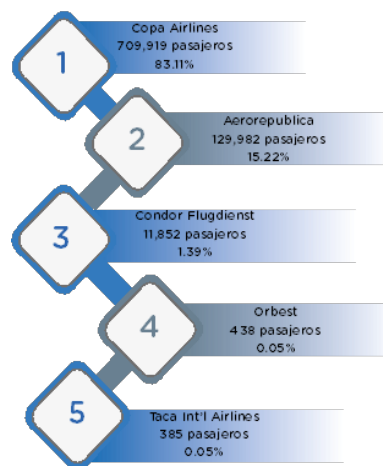 1
Copa Airlines
709,919 pasajeros
83.11%
2
Aerorepublica
129,982 pasajeros
15.22%
3
Condor Flugdienst
11,852 pasajeros
1.39%
4
Orbest
438 pasajeros
0.05%
5
Taca Int'l Airlines
385 pasajeros
0.05%